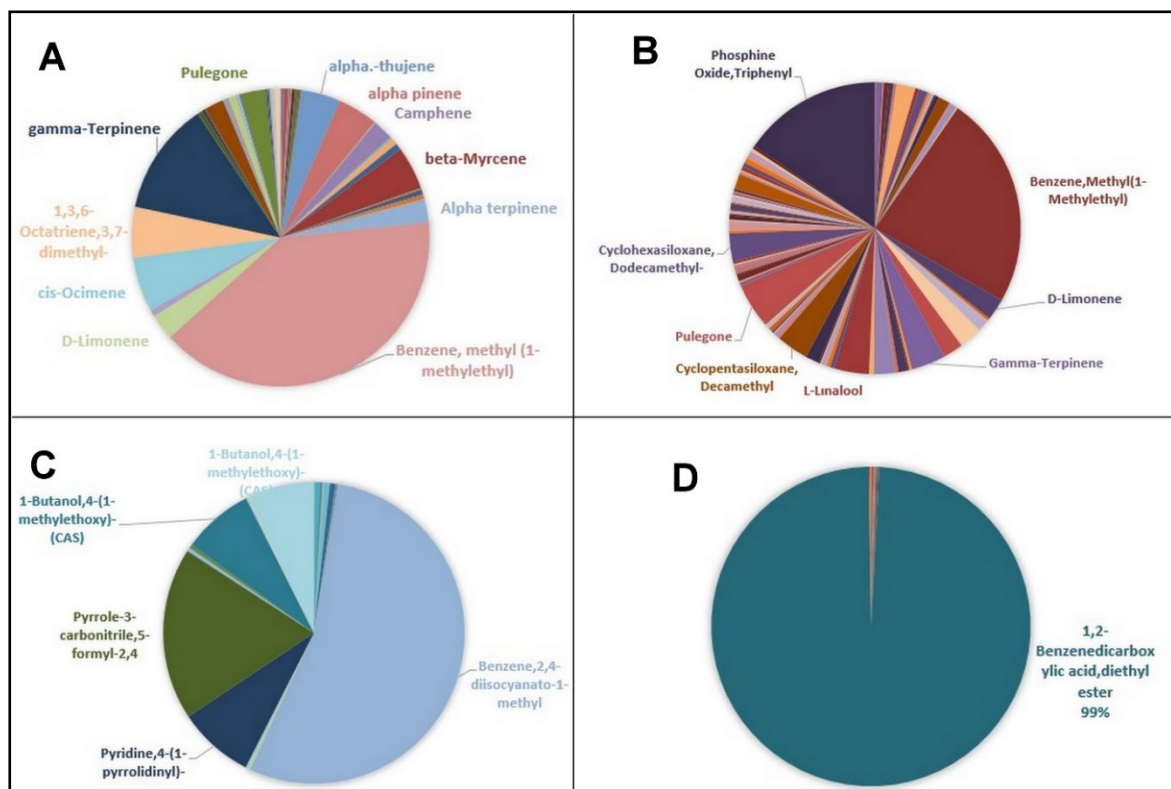 A
Pulegone
alpha.-thujene
alpha pinene
Camphene
gamma-Terpinene
beta-Myrcene
1,3,6-
Octatriene,3,7-
dimethyl-
Alpha terpinene
cis-Ocimene
D-Limonene
Benzene, methyl (1-
methylethyl)
B
Phosphine
Oxide,Triphenyl
Benzene,Methyl(1-
Methylethyl)
Cyclohexasiloxane,
Dodecamethyl-
D-Limonene
Pulegone
Gamma-Terpinene
Cyclopentasiloxane,
Decamethyl
L-Linalool
C
1-Butanol,4-(1-
methylethoxy)-
(CAS)
1-Butanol,4-(1-
methylethoxy)-
(CAS)
Pyrrole-3-
carbonitrile,5-
formyl-2,4
Benzene,2,4-
diisocyanato-1-
methyl
Pyridine,4-(1-
pyrrolidinyl)-
D
1,2-
Benzenedicarbox
ylic acid,diethyl
ester
99%